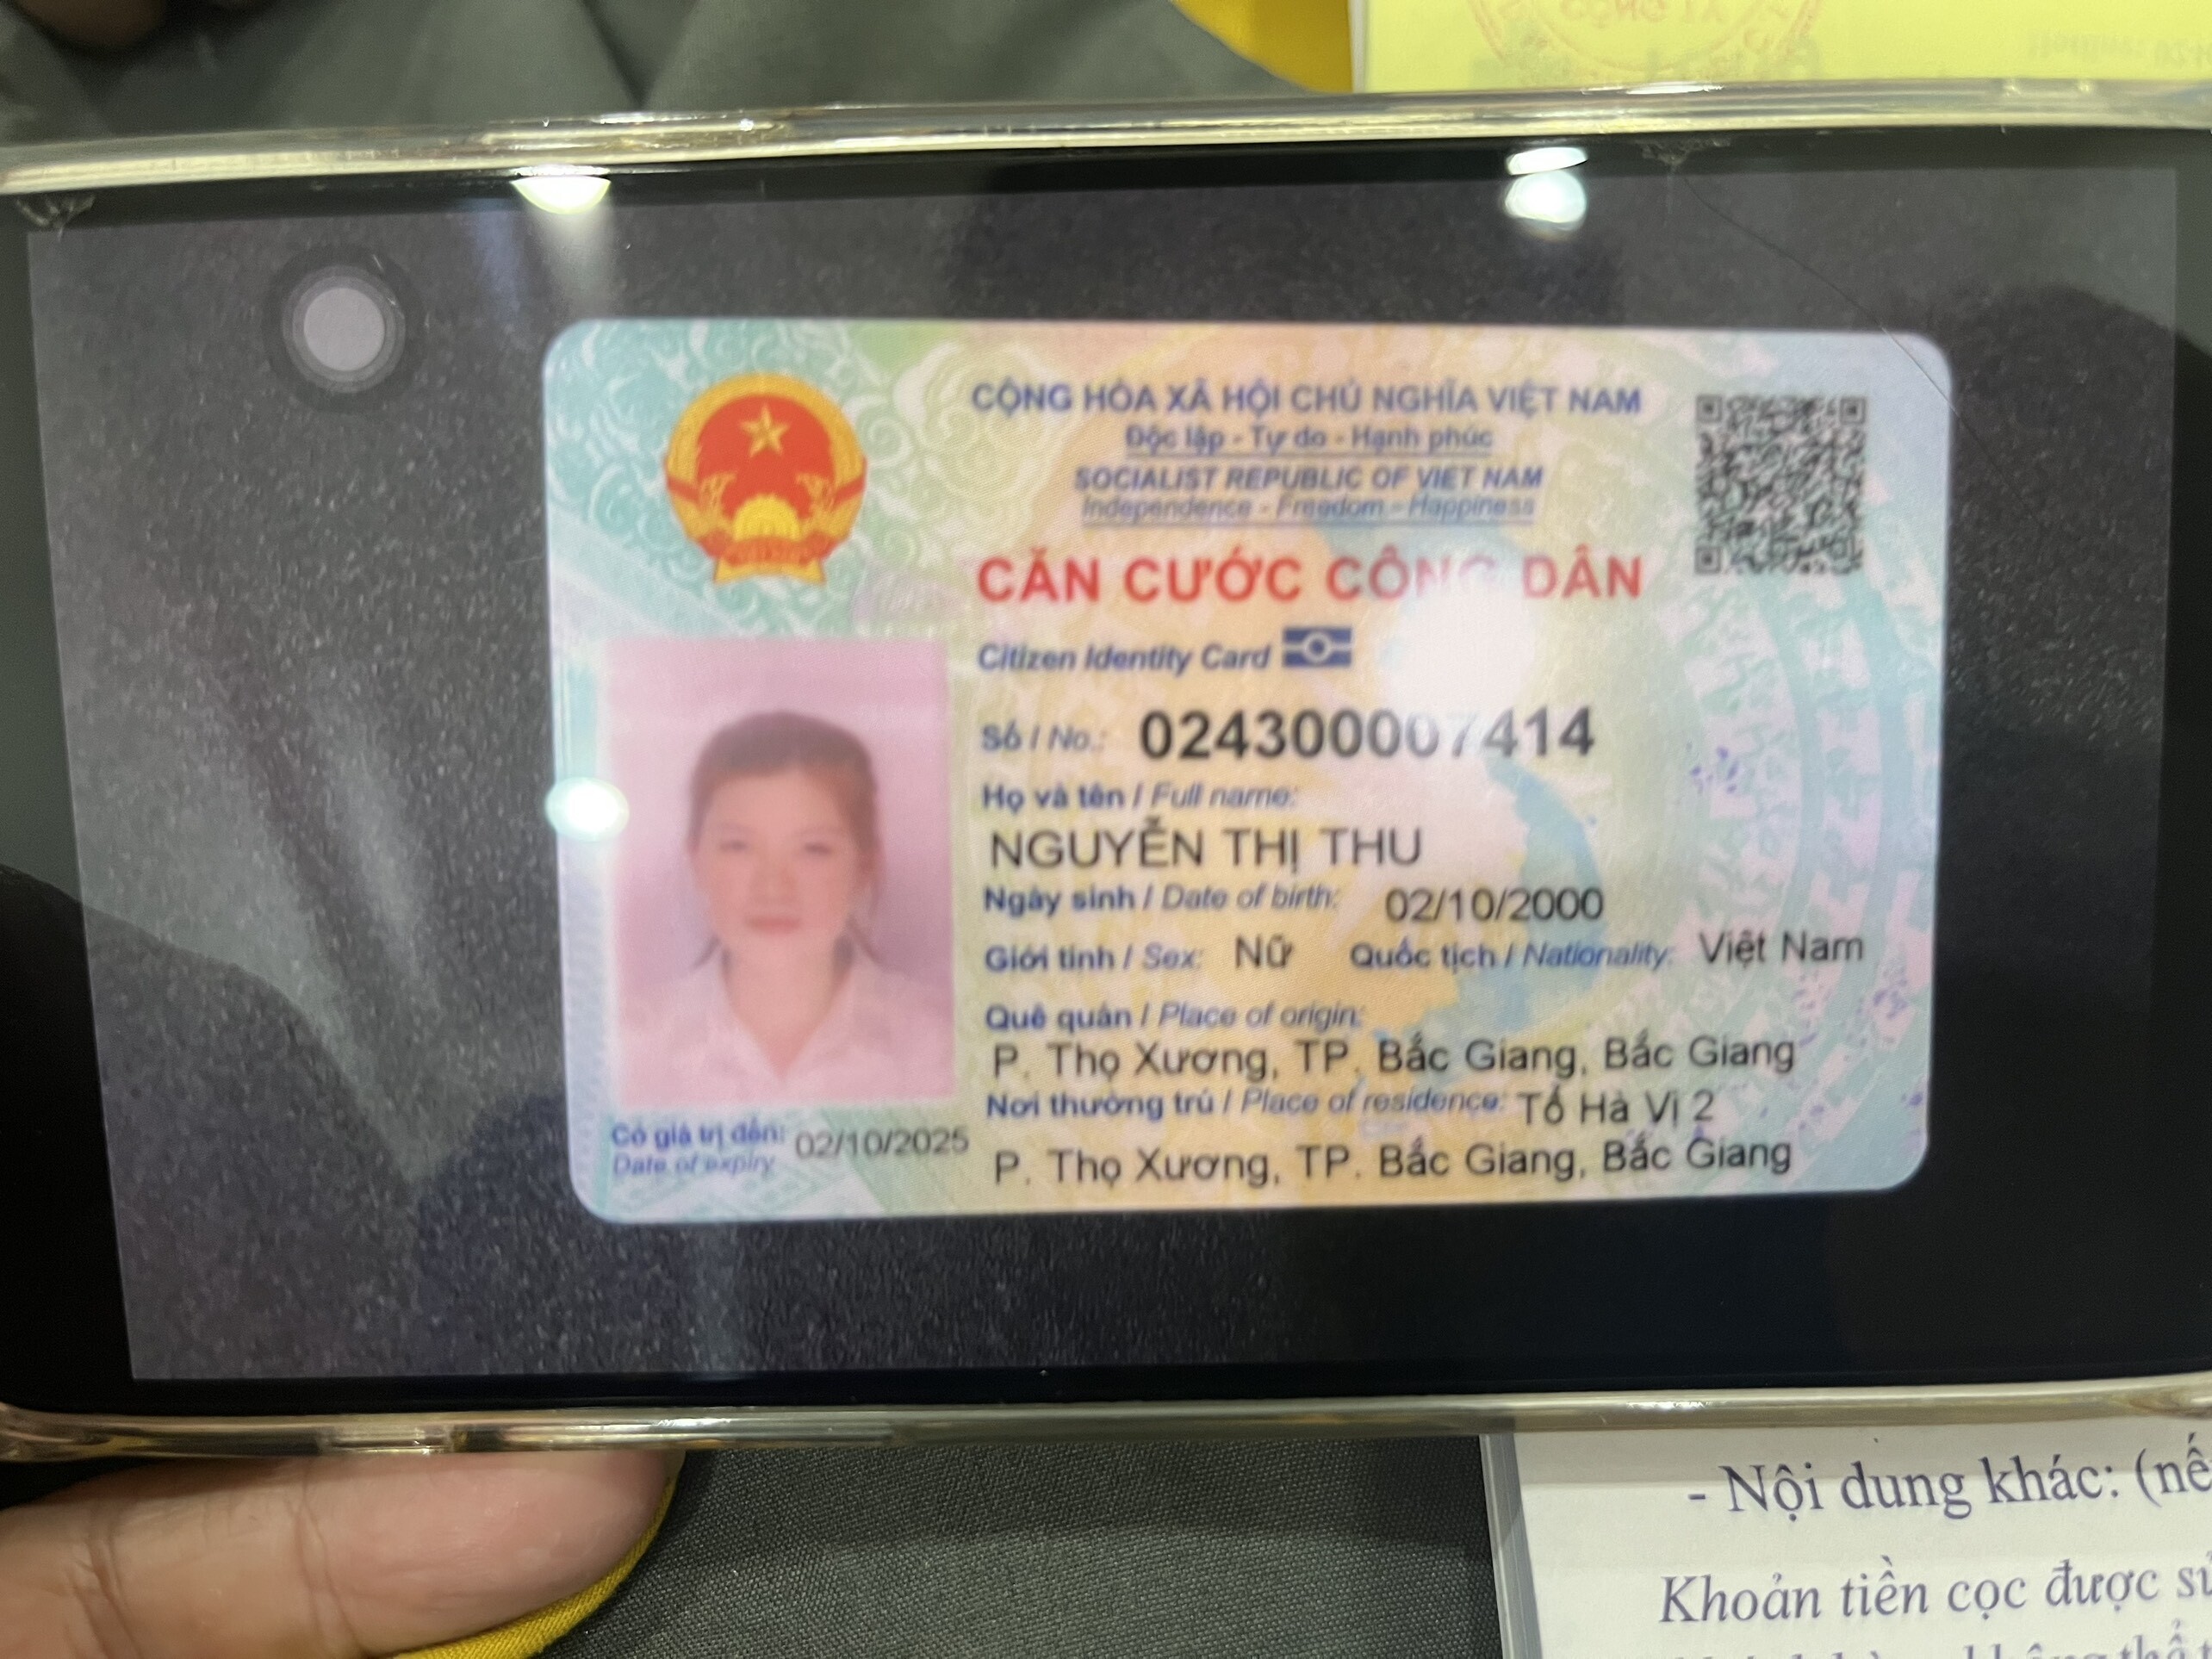 CỘNG HÒA XÃ HỘI CHỦ NGHĨA VIỆT NAM
Độc lập - Tự do - Hạnh phúc
SOCIALIST REPUBLIC OF VIET NAM
Independence - Freedom - Happiness
CĂN CƯỚC CÔNG DÂN
Citizen Identity Card
Số / No.: 024300007414
Họ và tên / Full name:
NGUYỄN THỊ THU
Ngày sinh / Date of birth: 02/10/2000
Giới tính / Sex: Nữ Quốc tịch / Nationality: Việt Nam
Quê quán / Place of origin:
P. Thọ Xương, TP. Bắc Giang, Bắc Giang
Nơi thường trú / Place of residence: Tổ Hà Vị 2
P. Thọ Xương, TP. Bắc Giang, Bắc Giang
Có giá trị đến: 02/10/2025
Date of expiry
- Nội dung khác: (nế
Khoản tiền cọc được